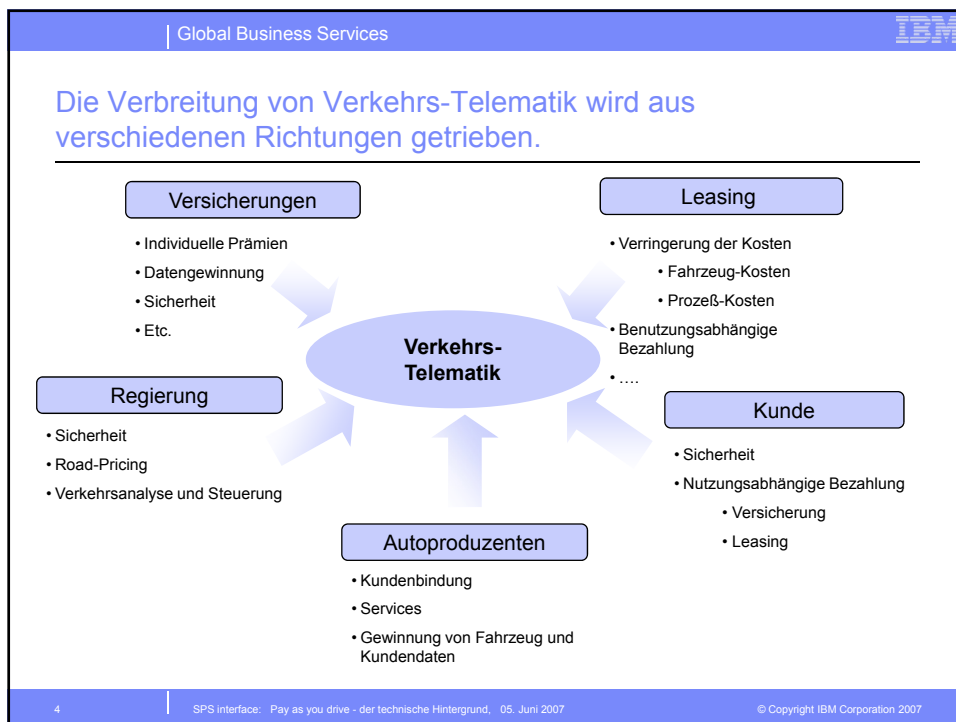 Global Business Services
IBM
Die Verbreitung von Verkehrs-Telematik wird aus
verschiedenen Richtungen getrieben.
Versicherungen
• Individuelle Prämien
• Datengewinnung
• Sicherheit
• Etc.
Leasing
• Verringerung der Kosten
• Fahrzeug-Kosten
• Prozeß-Kosten
• Benutzungsabhängige
Bezahlung
• ....
Verkehrs-
Telematik
Regierung
• Sicherheit
• Road-Pricing
• Verkehrsanalyse und Steuerung
Kunde
• Sicherheit
• Nutzungsabhängige Bezahlung
• Versicherung
• Leasing
Autoproduzenten
• Kundenbindung
• Services
• Gewinnung von Fahrzeug und
Kundendaten
4
SPS interface: Pay as you drive - der technische Hintergrund, 05. Juni 2007
© Copyright IBM Corporation 2007